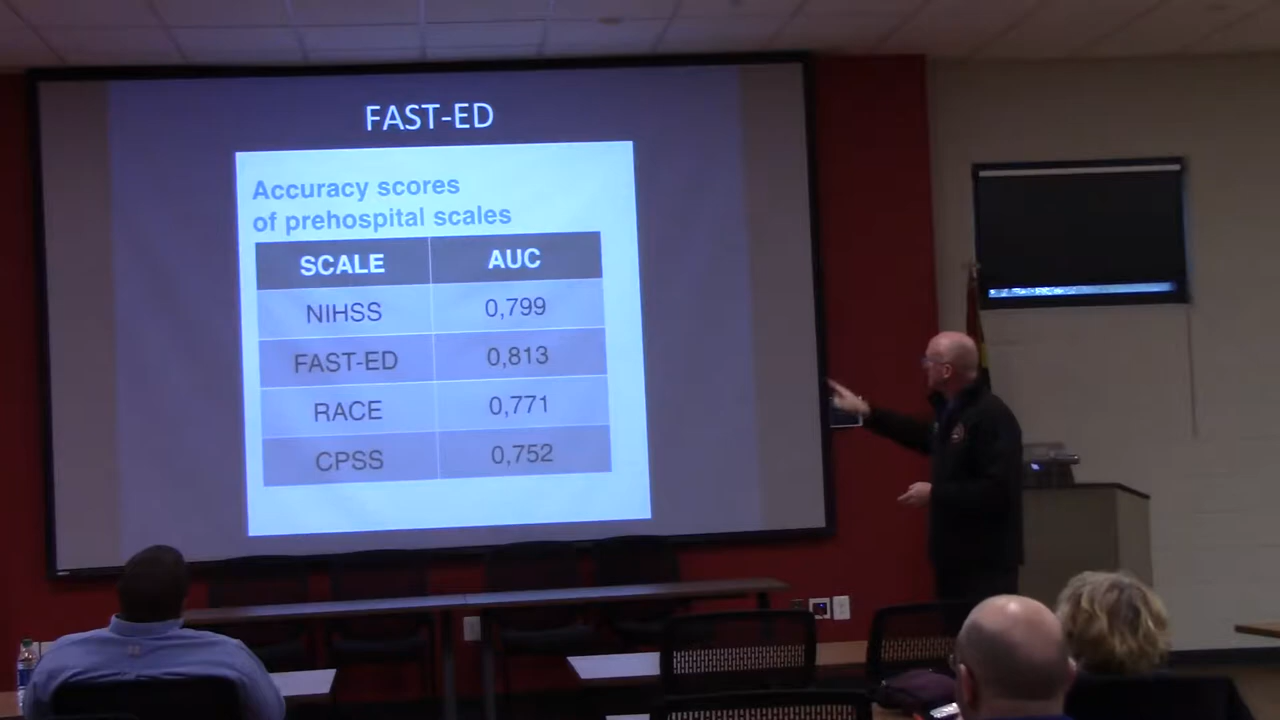 FAST-ED
Accuracy scores
of prehospital scales
SCALE AUC
NIHSS 0,799
FAST-ED 0,813
RACE 0,771
CPSS 0,752